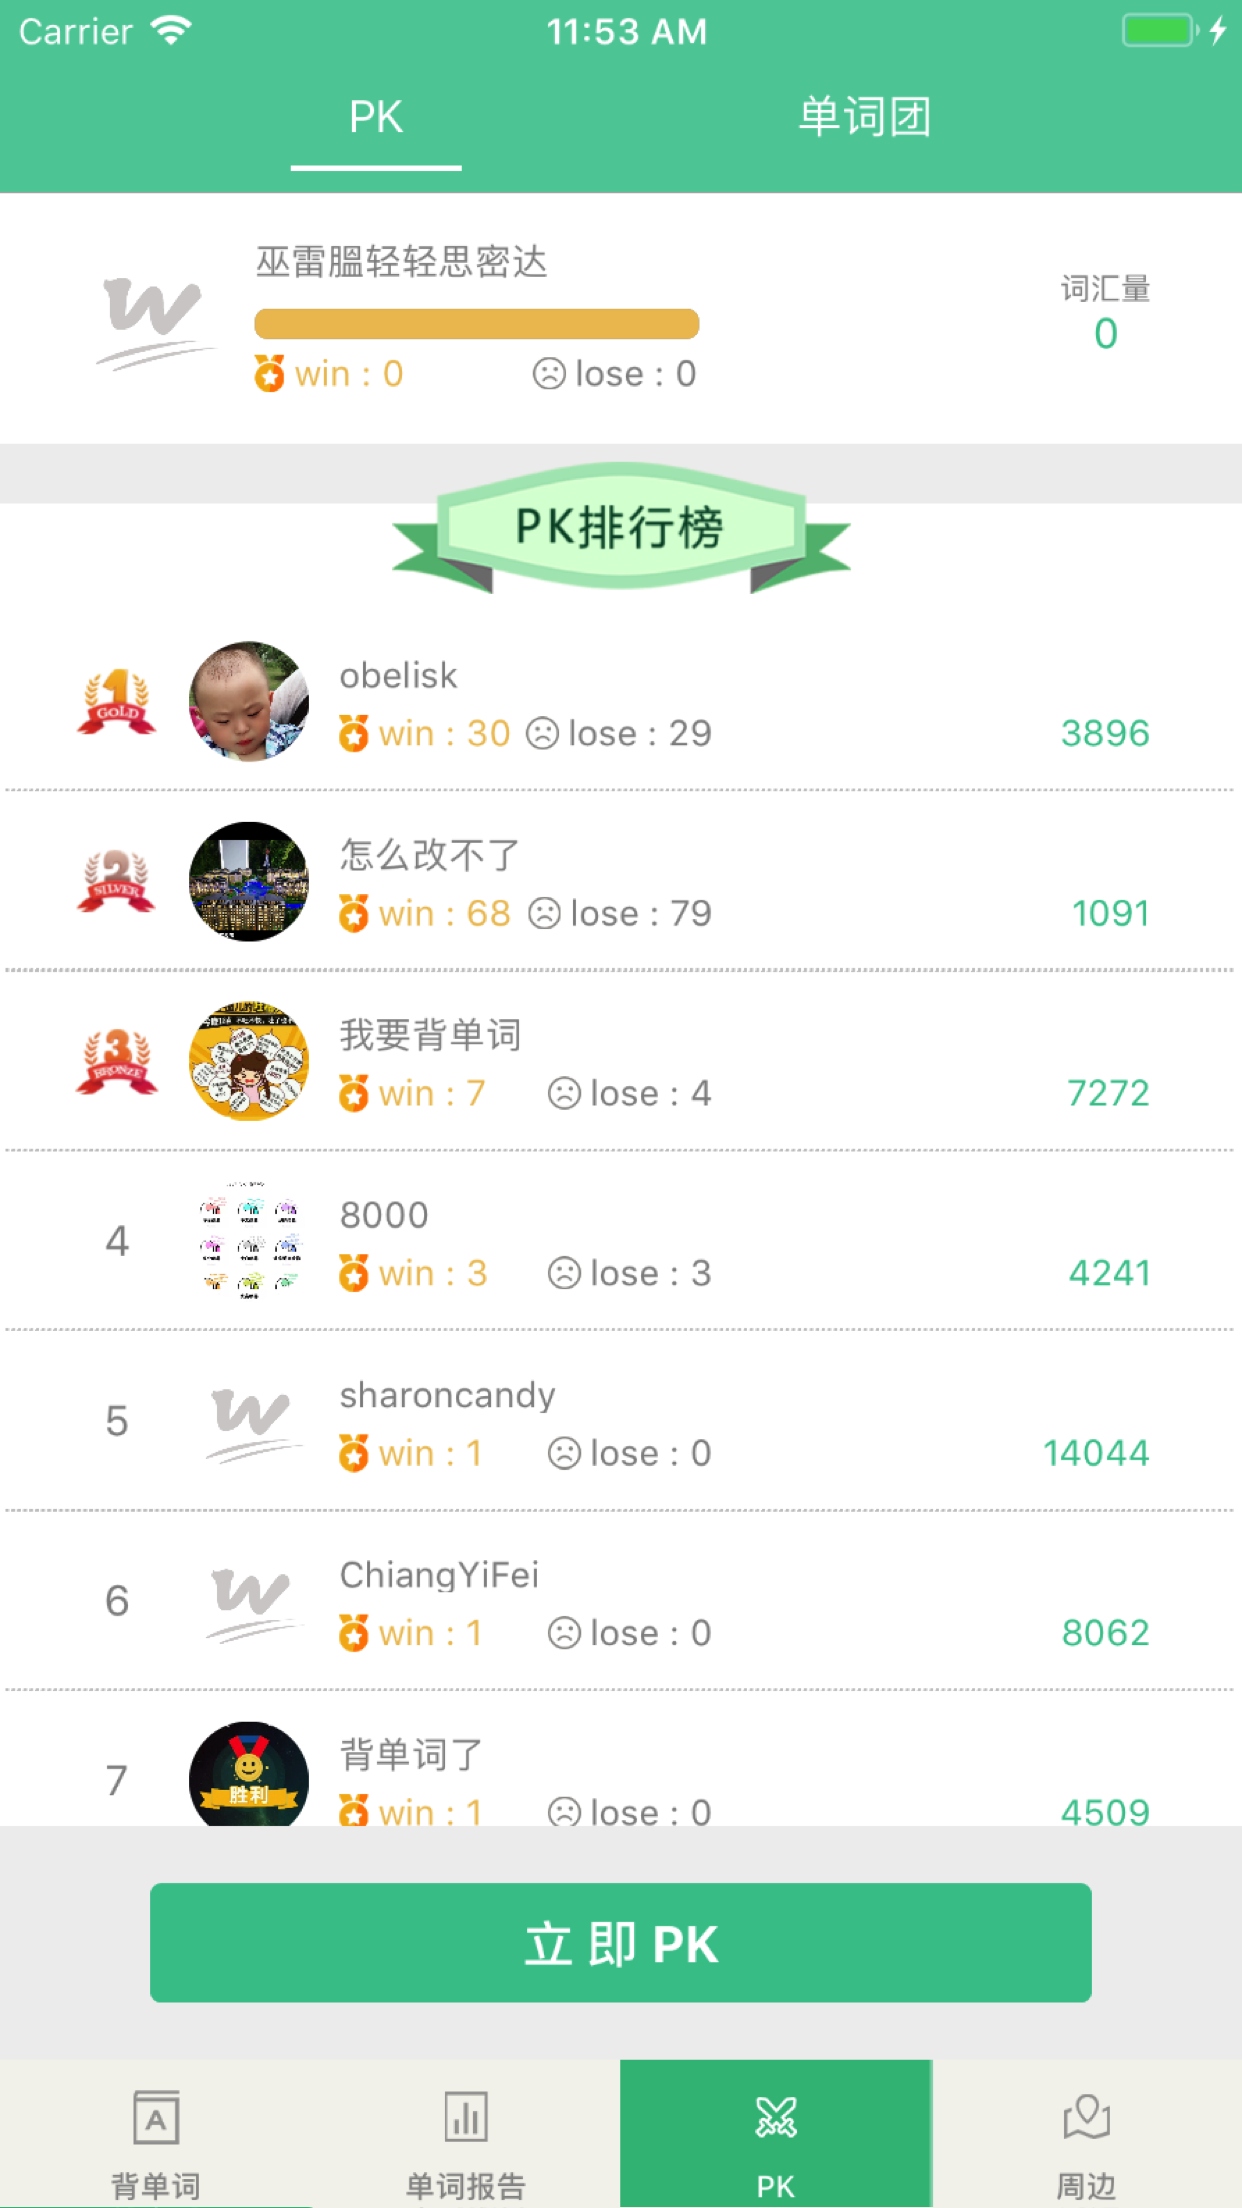 Carrier 11:53 AM
PK 单词团
巫雷膃轻轻思密达
win : 0 lose : 0
词汇量
0
PK排行榜
1 GOLD
obelisk
win : 30 lose : 29 3896
2 SILVER
怎么改不了
win : 68 lose : 79 1091
3 BRONZE
我要背单词
win : 7 lose : 4 7272
4
8000
win : 3 lose : 3 4241
5
sharoncandy
win : 1 lose : 0 14044
6
ChiangYiFei
win : 1 lose : 0 8062
7
胜利
背单词了
win : 1 lose : 0 4509
立 即 PK
背单词 单词报告 PK 周边